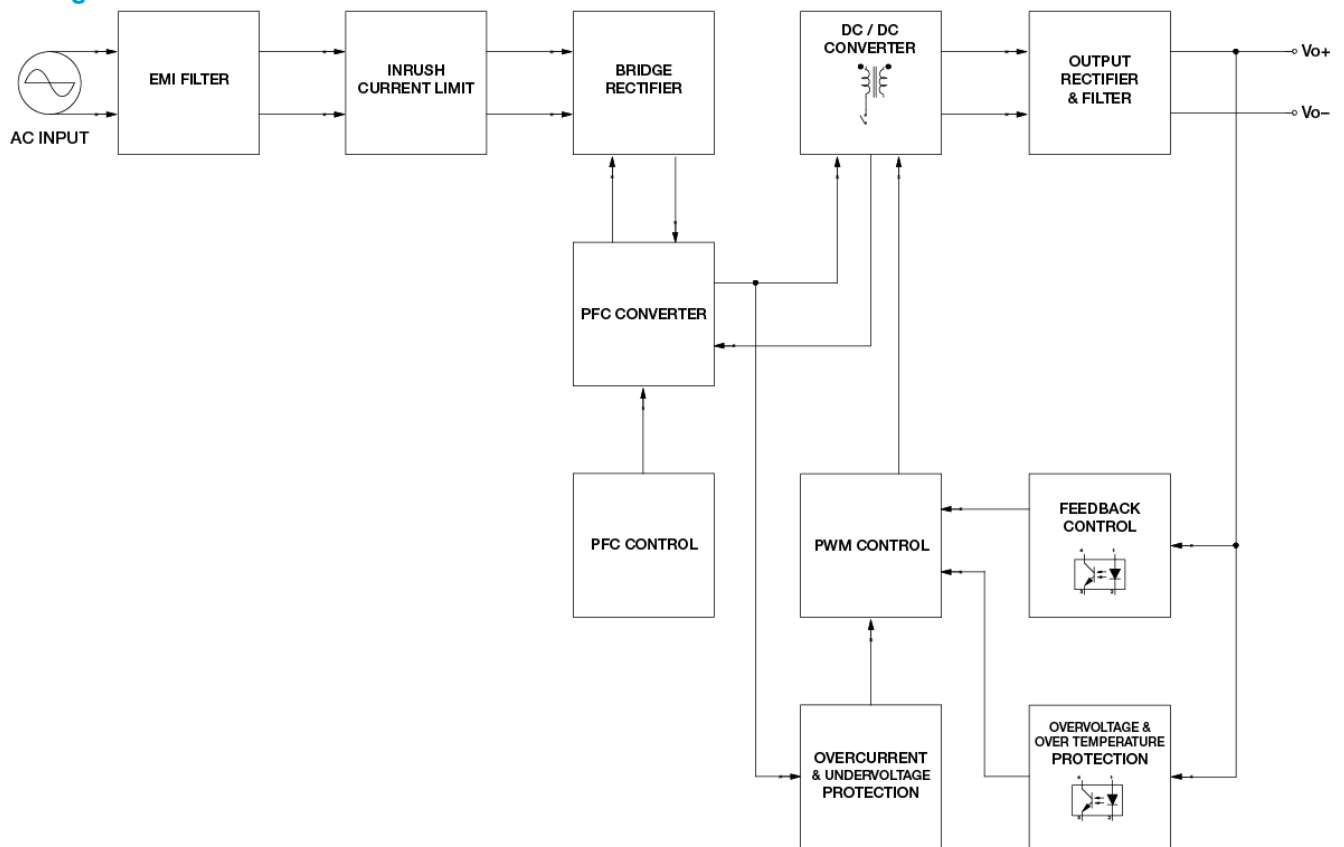 EMI FILTER
INRUSH
CURRENT LIMIT
BRIDGE
RECTIFIER
DC / DC
CONVERTER
OUTPUT
RECTIFIER
& FILTER
Vo+
Vo–
AC INPUT
PFC CONVERTER
PFC CONTROL
PWM CONTROL
FEEDBACK
CONTROL
OVERCURRENT
& UNDERVOLTAGE
PROTECTION
OVERVOLTAGE &
OVER TEMPERATURE
PROTECTION